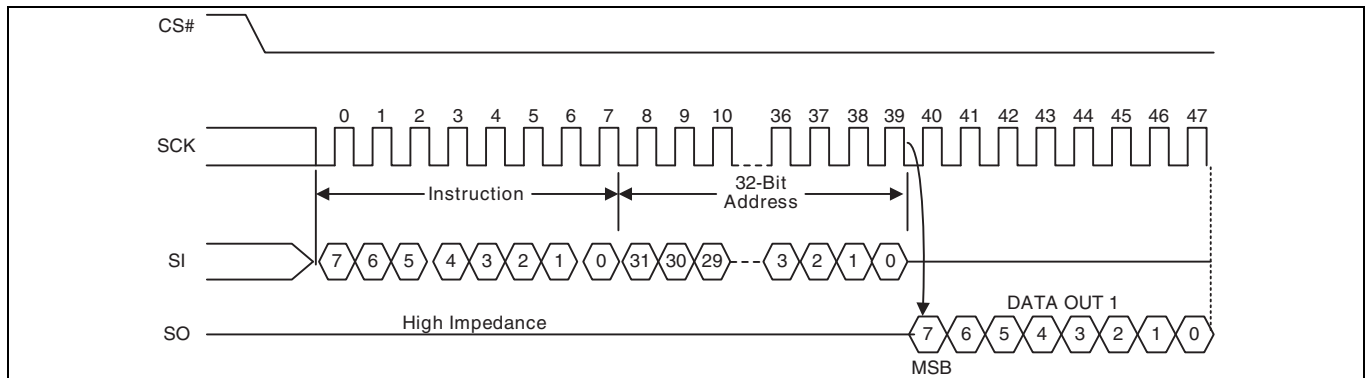 CS#
0 1 2 3 4 5 6 7 8 9 10 36 37 38 39 40 41 42 43 44 45 46 47
SCK
Instruction
32-Bit
Address
SI
7 6 5 4 3 2 1 0 31 30 29 3 2 1 0
DATA OUT 1
High Impedance
SO
7 6 5 4 3 2 1 0
MSB